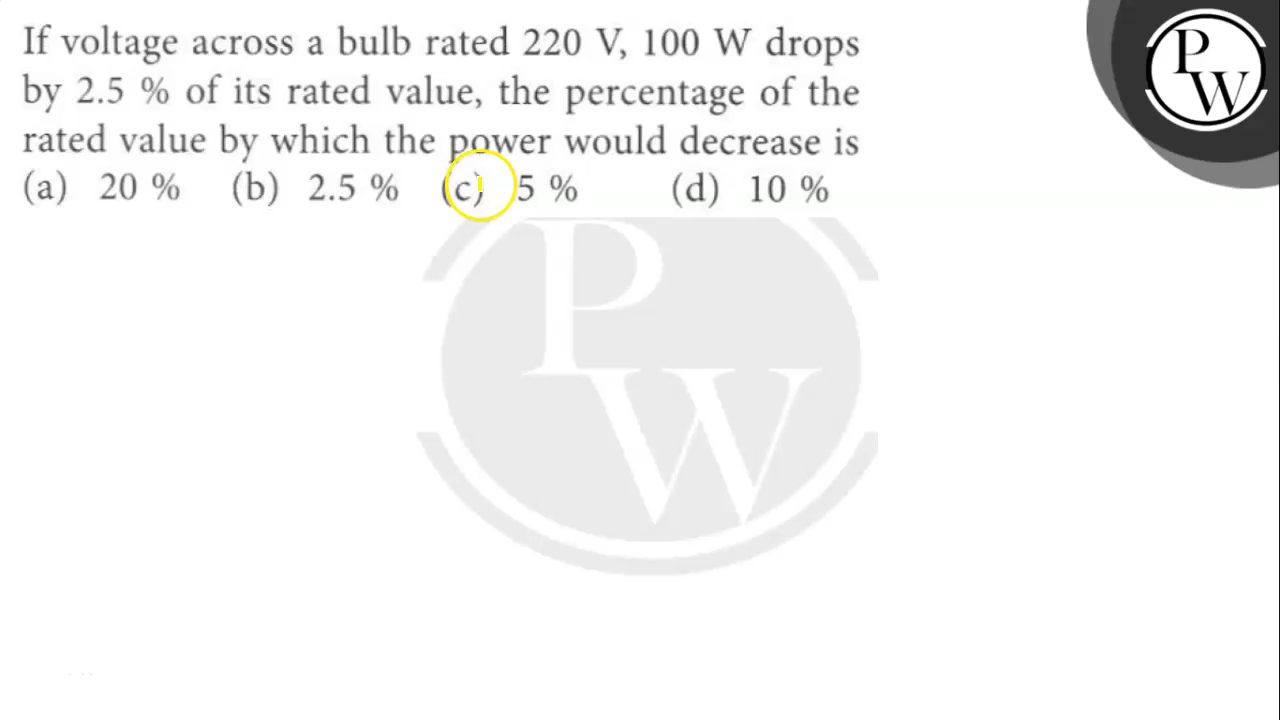 If voltage across a bulb rated 220 V, 100 W drops
by 2.5 % of its rated value, the percentage of the
rated value by which the power would decrease is
(a) 20 % (b) 2.5 % (c) 5 % (d) 10 %
P
W
P
W